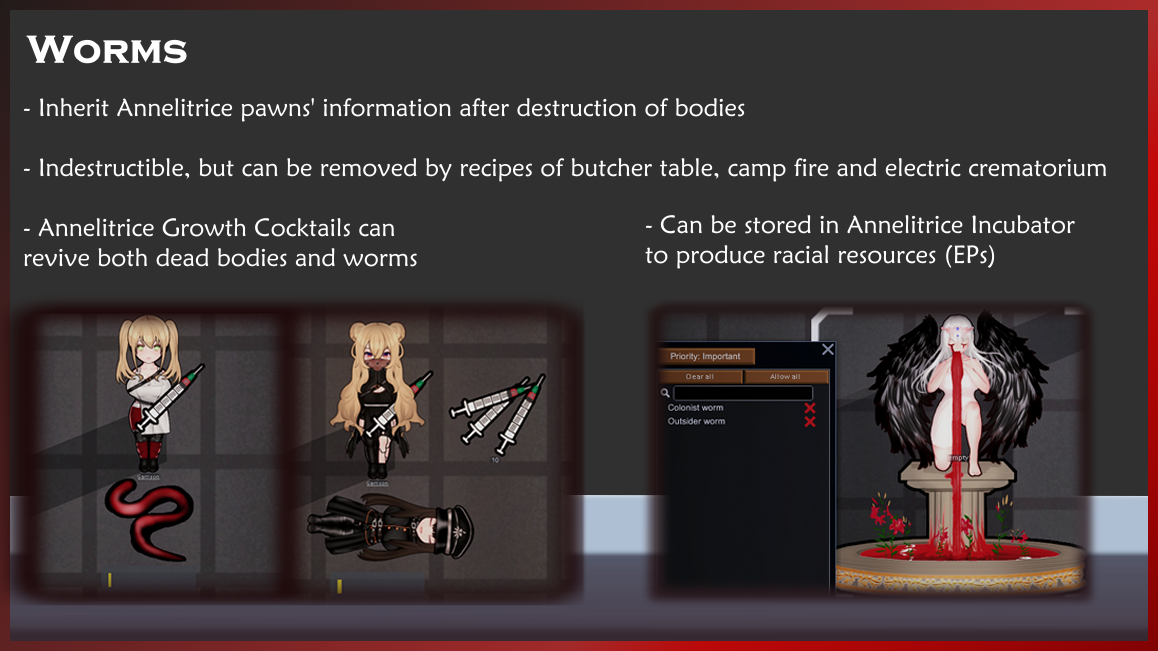 WORMS
- Inherit Annelitrice pawns' information after destruction of bodies
- Indestructible, but can be removed by recipes of butcher table, camp fire and electric crematorium
- Annelitrice Growth Cocktails can
revive both dead bodies and worms
- Can be stored in Annelitrice Incubator
to produce racial resources (EPs)
Priority: Important
Clear all
Allow all
Colonist worm
Outsider worm
empty
Samson
Samson
10